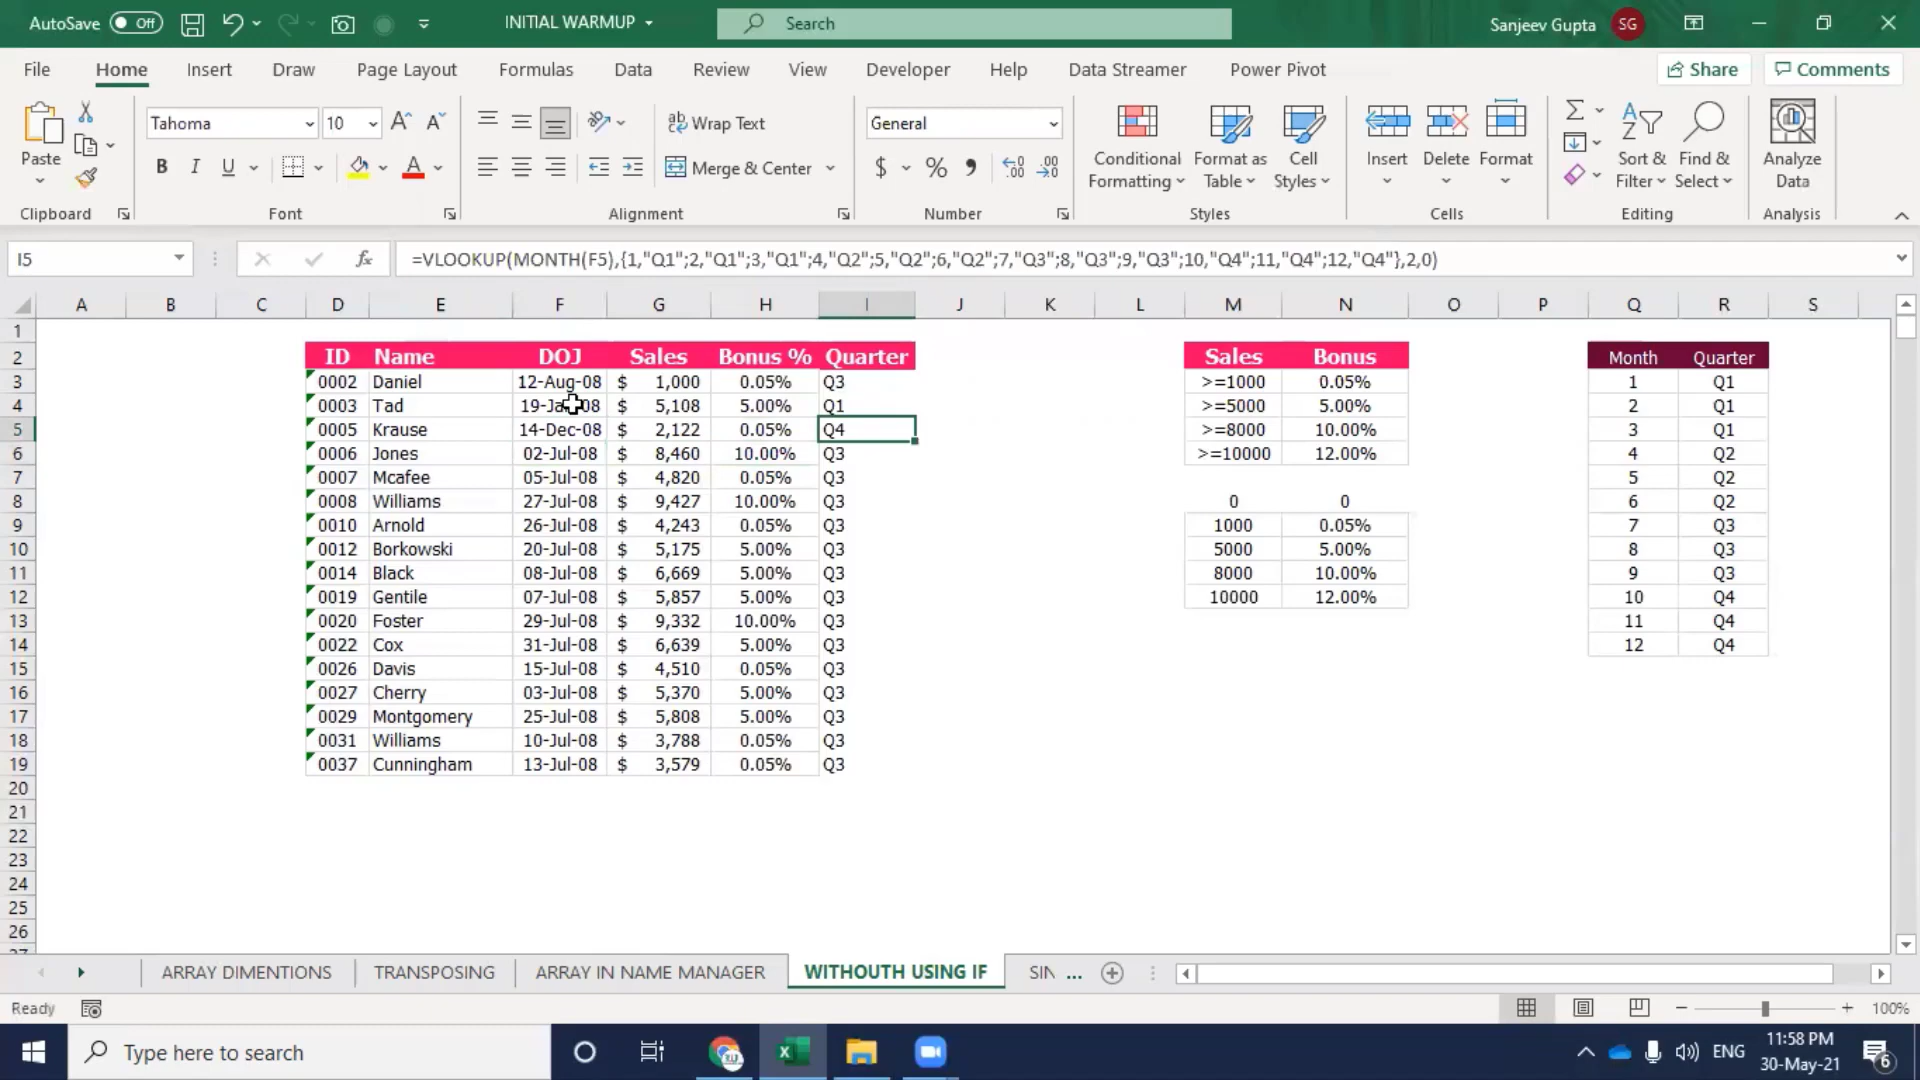 AutoSave Off INITIAL WARMUP Search Sanjeev Gupta SG
File Home Insert Draw Page Layout Formulas Data Review View Developer Help Data Streamer Power Pivot Share Comments
Tahoma 10 Wrap Text General
Paste B I U Merge & Center $ % Conditional Formatting Format as Table Cell Styles Insert Delete Format Sort & Filter Find & Select Analyze Data
Clipboard Font Alignment Number Styles Cells Editing Analysis
I5 fx =VLOOKUP(MONTH(F5),{1,"Q1";2,"Q1";3,"Q1";4,"Q2";5,"Q2";6,"Q2";7,"Q3";8,"Q3";9,"Q3";10,"Q4";11,"Q4";12,"Q4"},2,0)
A B C D E F G H I J K L M N O P Q R S
1
2 ID Name DOJ Sales Bonus % Quarter Sales Bonus Month Quarter
3 0002 Daniel 12-Aug-08 $ 1,000 0.05% Q3 >=1000 0.05% 1 Q1
4 0003 Tad $ 5,108 5.00% Q1 >=5000 5.00% 2 Q1
5 0005 Krause 14-Dec-08 $ 2,122 0.05% Q4 >=8000 10.00% 3 Q1
6 0006 Jones 02-Jul-08 $ 8,460 10.00% Q3 >=10000 12.00% 4 Q2
7 0007 Mcafee 05-Jul-08 $ 4,820 0.05% Q3 5 Q2
8 0008 Williams 27-Jul-08 $ 9,427 10.00% Q3 0 0 6 Q2
9 0010 Arnold 26-Jul-08 $ 4,243 0.05% Q3 1000 0.05% 7 Q3
10 0012 Borkowski 20-Jul-08 $ 5,175 5.00% Q3 5000 5.00% 8 Q3
11 0014 Black 08-Jul-08 $ 6,669 5.00% Q3 8000 10.00% 9 Q3
12 0019 Gentile 07-Jul-08 $ 5,857 5.00% Q3 10000 12.00% 10 Q4
13 0020 Foster 29-Jul-08 $ 9,332 10.00% Q3 11 Q4
14 0022 Cox 31-Jul-08 $ 6,639 5.00% Q3 12 Q4
15 0026 Davis 15-Jul-08 $ 4,510 0.05% Q3
16 0027 Cherry 03-Jul-08 $ 5,370 5.00% Q3
17 0029 Montgomery 25-Jul-08 $ 5,808 5.00% Q3
18 0031 Williams 10-Jul-08 $ 3,788 0.05% Q3
19 0037 Cunningham 13-Jul-08 $ 3,579 0.05% Q3
20
21
22
23
24
25
26
ARRAY DIMENTIONS TRANSPOSING ARRAY IN NAME MANAGER WITHOUTH USING IF SIN ...
Ready 100%
Type here to search ENG 11:58 PM
30-May-21 6